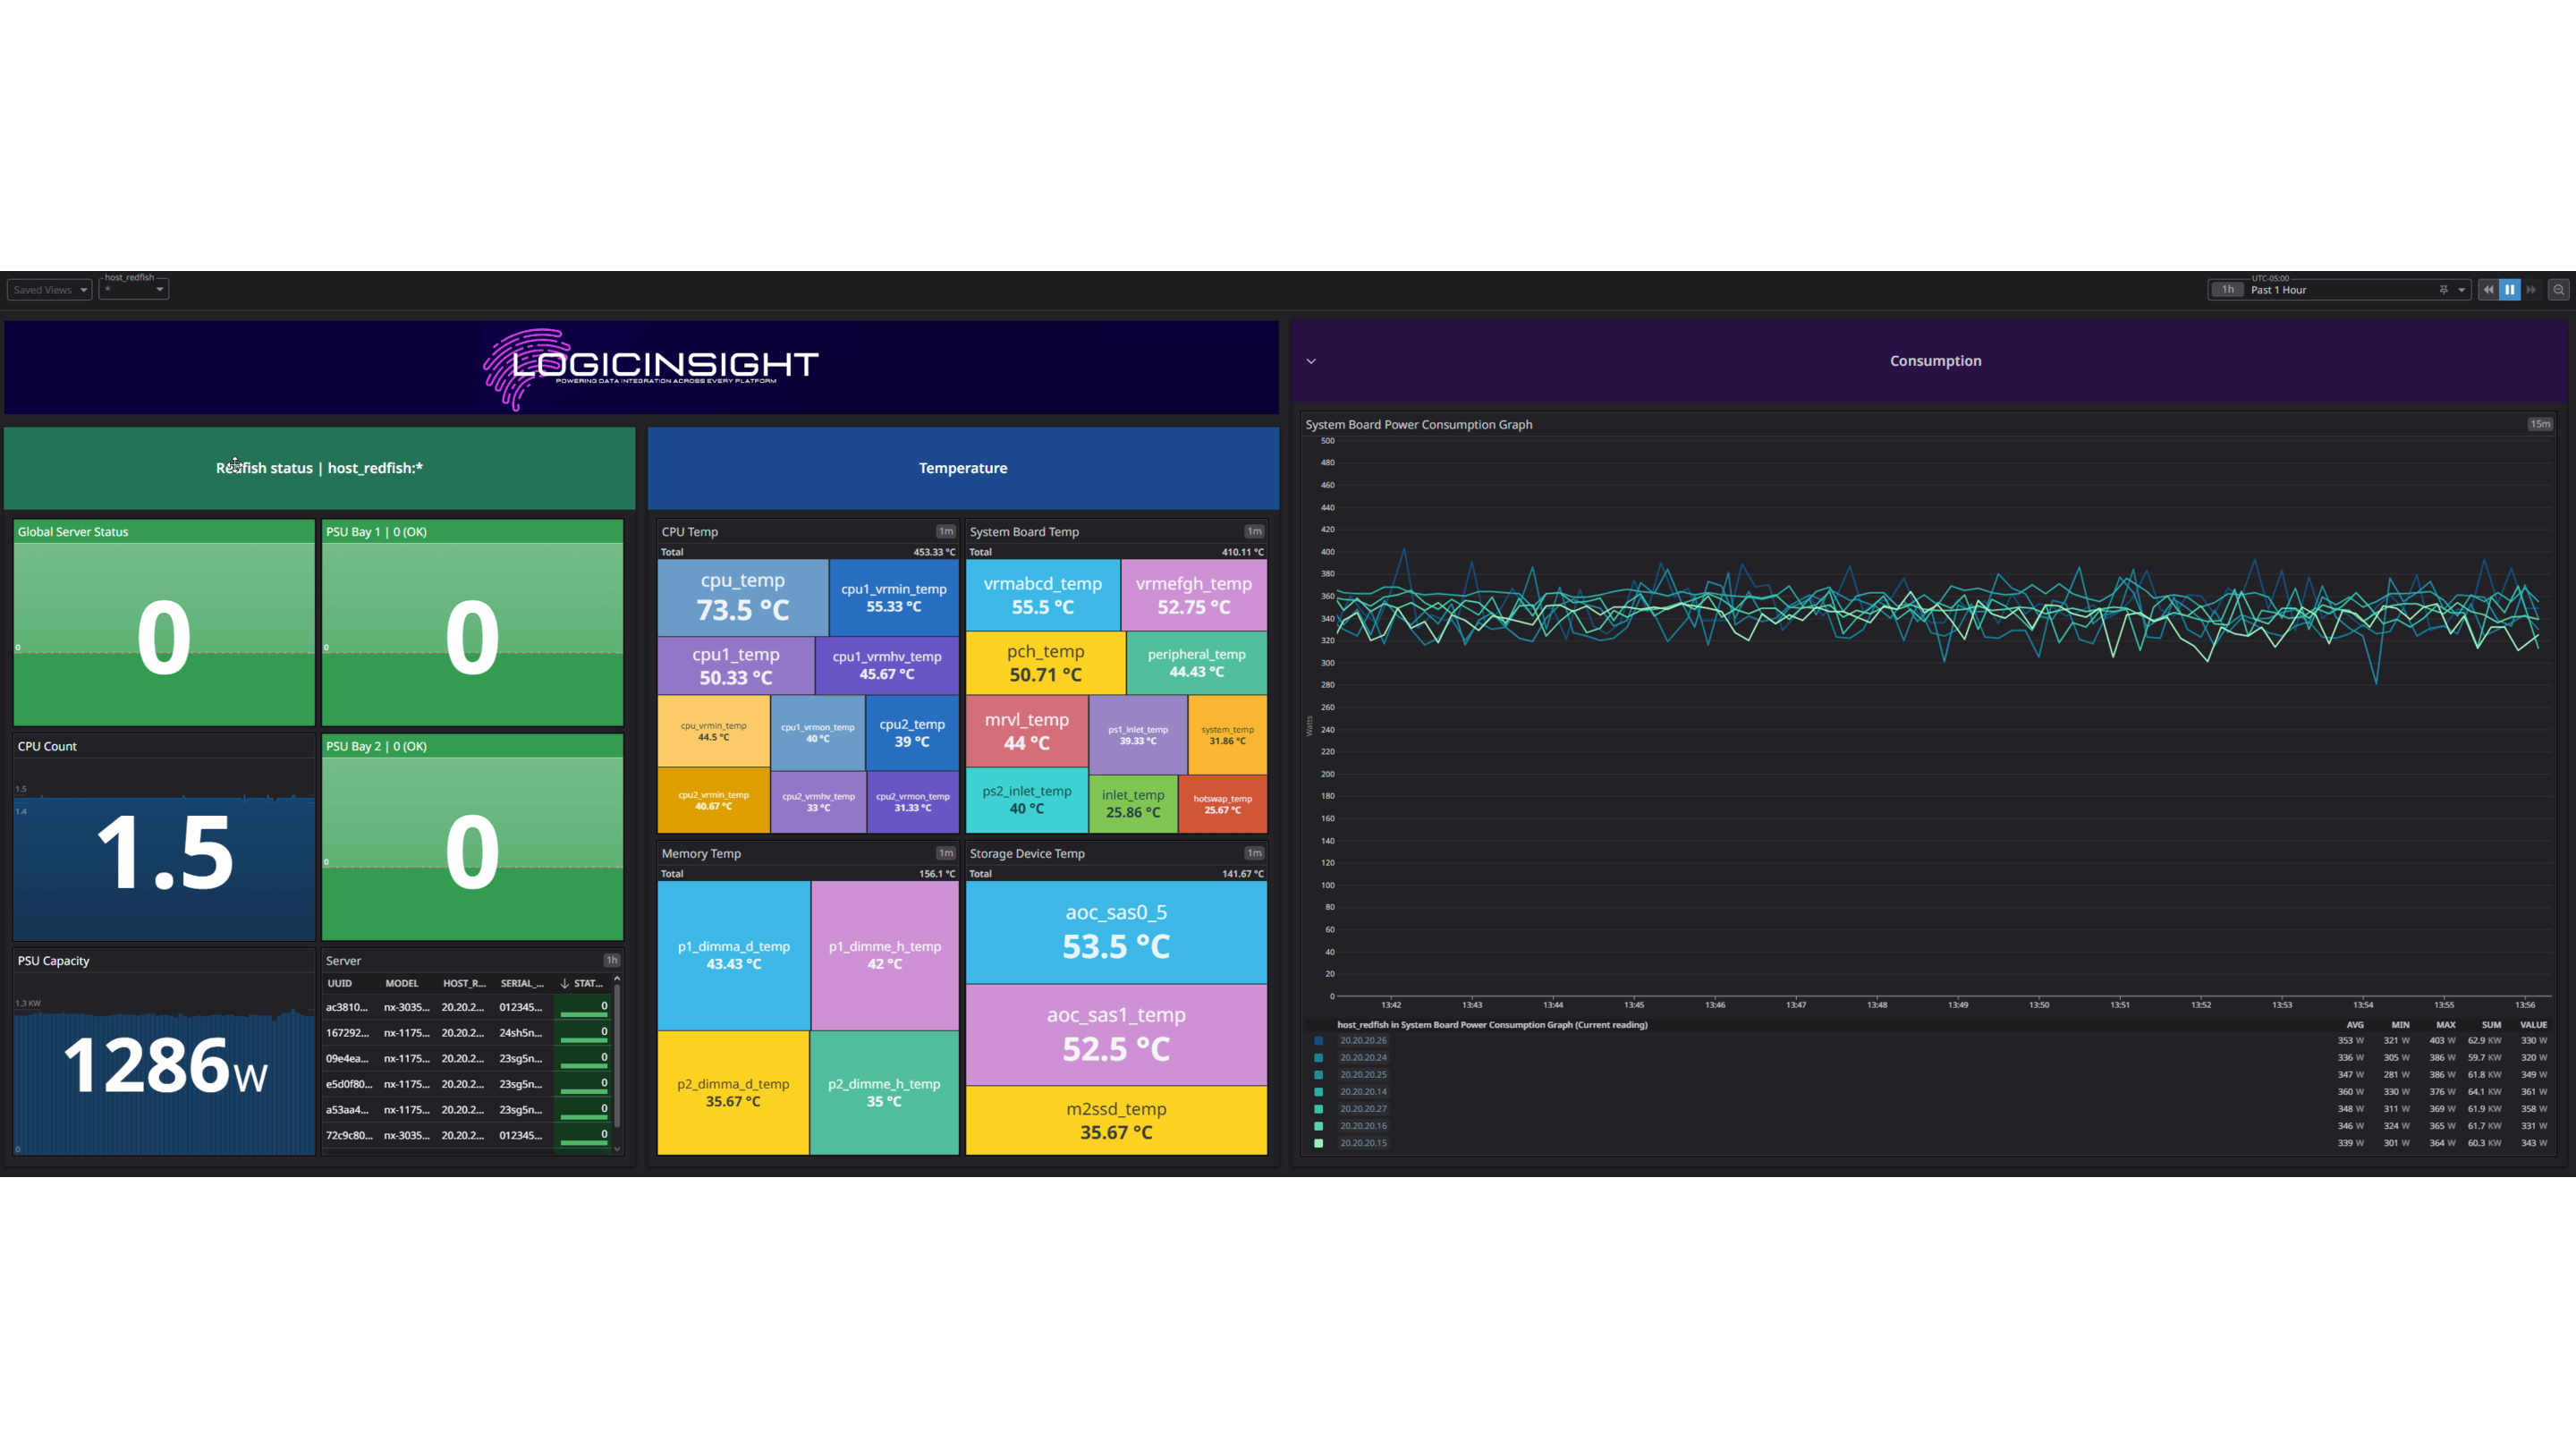 Saved Views
host_redfish
*
UTC-05:00
1h Past 1 Hour
LOGICINSIGHT
POWERING DATA INTEGRATION ACROSS EVERY PLATFORM
Redfish status | host_redfish:*
Global Server Status
0
0
PSU Bay 1 | 0 (OK)
0
0
CPU Count
1.5
1.4
1.5
PSU Bay 2 | 0 (OK)
0
0
PSU Capacity
1.3 KW
1286W
0
Server 1h
UUID MODEL HOST_R... SERIAL_... STAT...
ac3810... nx-3035... 20.20.2... 012345... 0
167292... nx-1175... 20.20.2... 24sh5n... 0
09e4ea... nx-1175... 20.20.2... 23sg5n... 0
e5d0f80... nx-1175... 20.20.2... 23sg5n... 0
a53aa4... nx-1175... 20.20.2... 23sg5n... 0
72c9c80... nx-3035... 20.20.2... 012345... 0
Temperature
CPU Temp 1m
Total 453.33 °C
cpu_temp
73.5 °C
cpu1_vrmin_temp
55.33 °C
cpu1_temp
50.33 °C
cpu1_vrmhv_temp
45.67 °C
cpu_vrmin_temp
44.5 °C
cpu1_vrmon_temp
40 °C
cpu2_temp
39 °C
cpu2_vrmin_temp
40.67 °C
cpu2_vrmhv_temp
33 °C
cpu2_vrmon_temp
31.33 °C
System Board Temp 1m
Total 410.11 °C
vrmabcd_temp
55.5 °C
vrmefgh_temp
52.75 °C
pch_temp
50.71 °C
peripheral_temp
44.43 °C
mrvl_temp
44 °C
ps1_inlet_temp
39.33 °C
system_temp
31.86 °C
ps2_inlet_temp
40 °C
inlet_temp
25.86 °C
hotswap_temp
25.67 °C
Memory Temp 1m
Total 156.1 °C
p1_dimma_d_temp
43.43 °C
p1_dimme_h_temp
42 °C
p2_dimma_d_temp
35.67 °C
p2_dimme_h_temp
35 °C
Storage Device Temp 1m
Total 141.67 °C
aoc_sas0_5
53.5 °C
aoc_sas1_temp
52.5 °C
m2ssd_temp
35.67 °C
Consumption
System Board Power Consumption Graph 15m
500
480
460
440
420
400
380
360
340
320
300
280
260
240
220
200
180
160
140
120
100
80
60
40
20
0
Watts
13:42 13:43 13:44 13:45 13:46 13:47 13:48 13:49 13:50 13:51 13:52 13:53 13:54 13:55 13:56
host_redfish in System Board Power Consumption Graph (Current reading) AVG MIN MAX SUM VALUE
20.20.20.26 353 W 321 W 403 W 62.9 KW 330 W
20.20.20.24 336 W 305 W 386 W 59.7 KW 320 W
20.20.20.25 347 W 281 W 386 W 61.8 KW 349 W
20.20.20.14 360 W 330 W 376 W 64.1 KW 361 W
20.20.20.27 348 W 311 W 369 W 61.9 KW 358 W
20.20.20.16 346 W 324 W 365 W 61.7 KW 331 W
20.20.20.15 339 W 301 W 364 W 60.3 KW 343 W